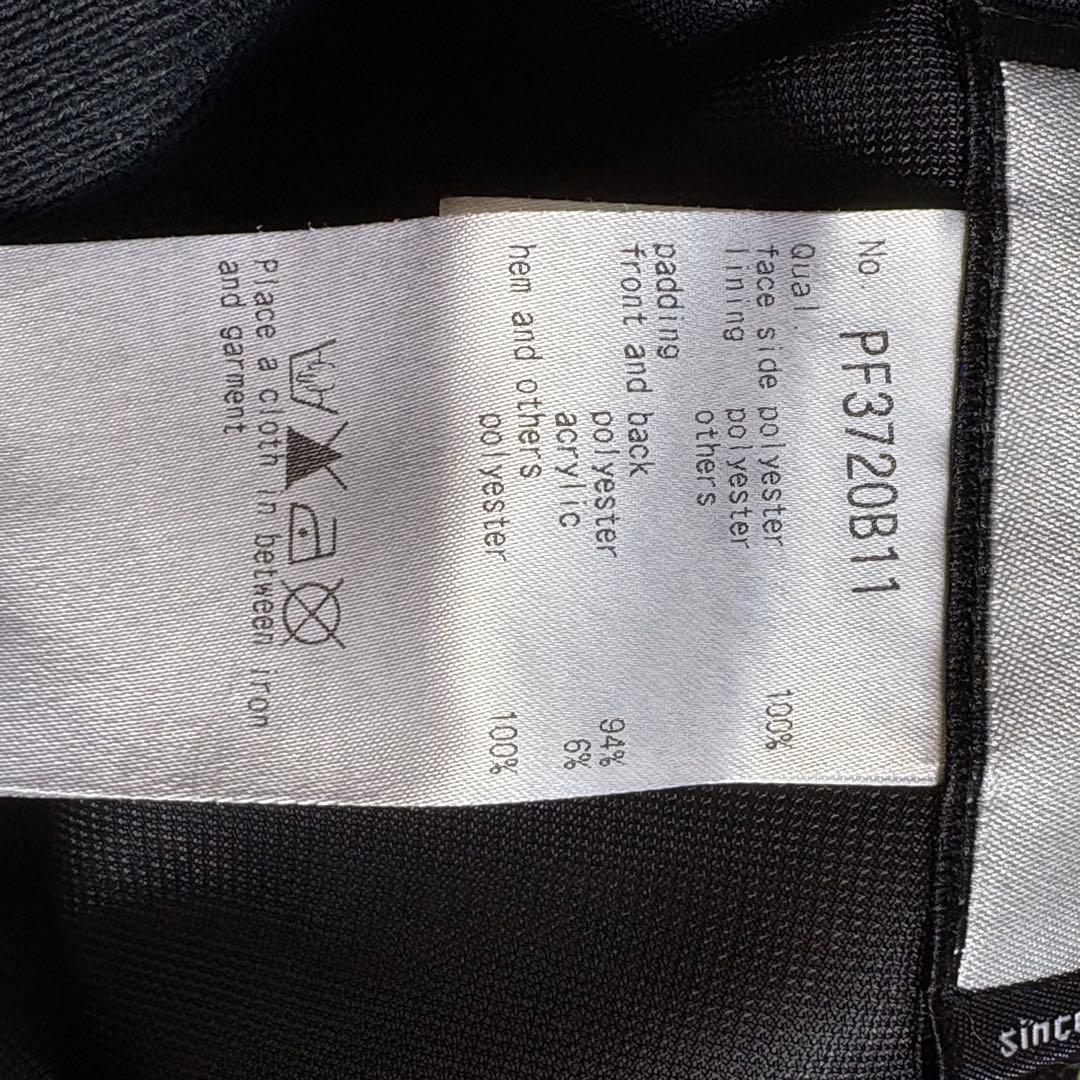 No. PF3720B11
Qual.
face side polyester 100%
lining polyester
others
padding
front and back
polyester 94%
acrylic 6%
hem and others
polyester 100%
Place a cloth in between iron
and garment
since